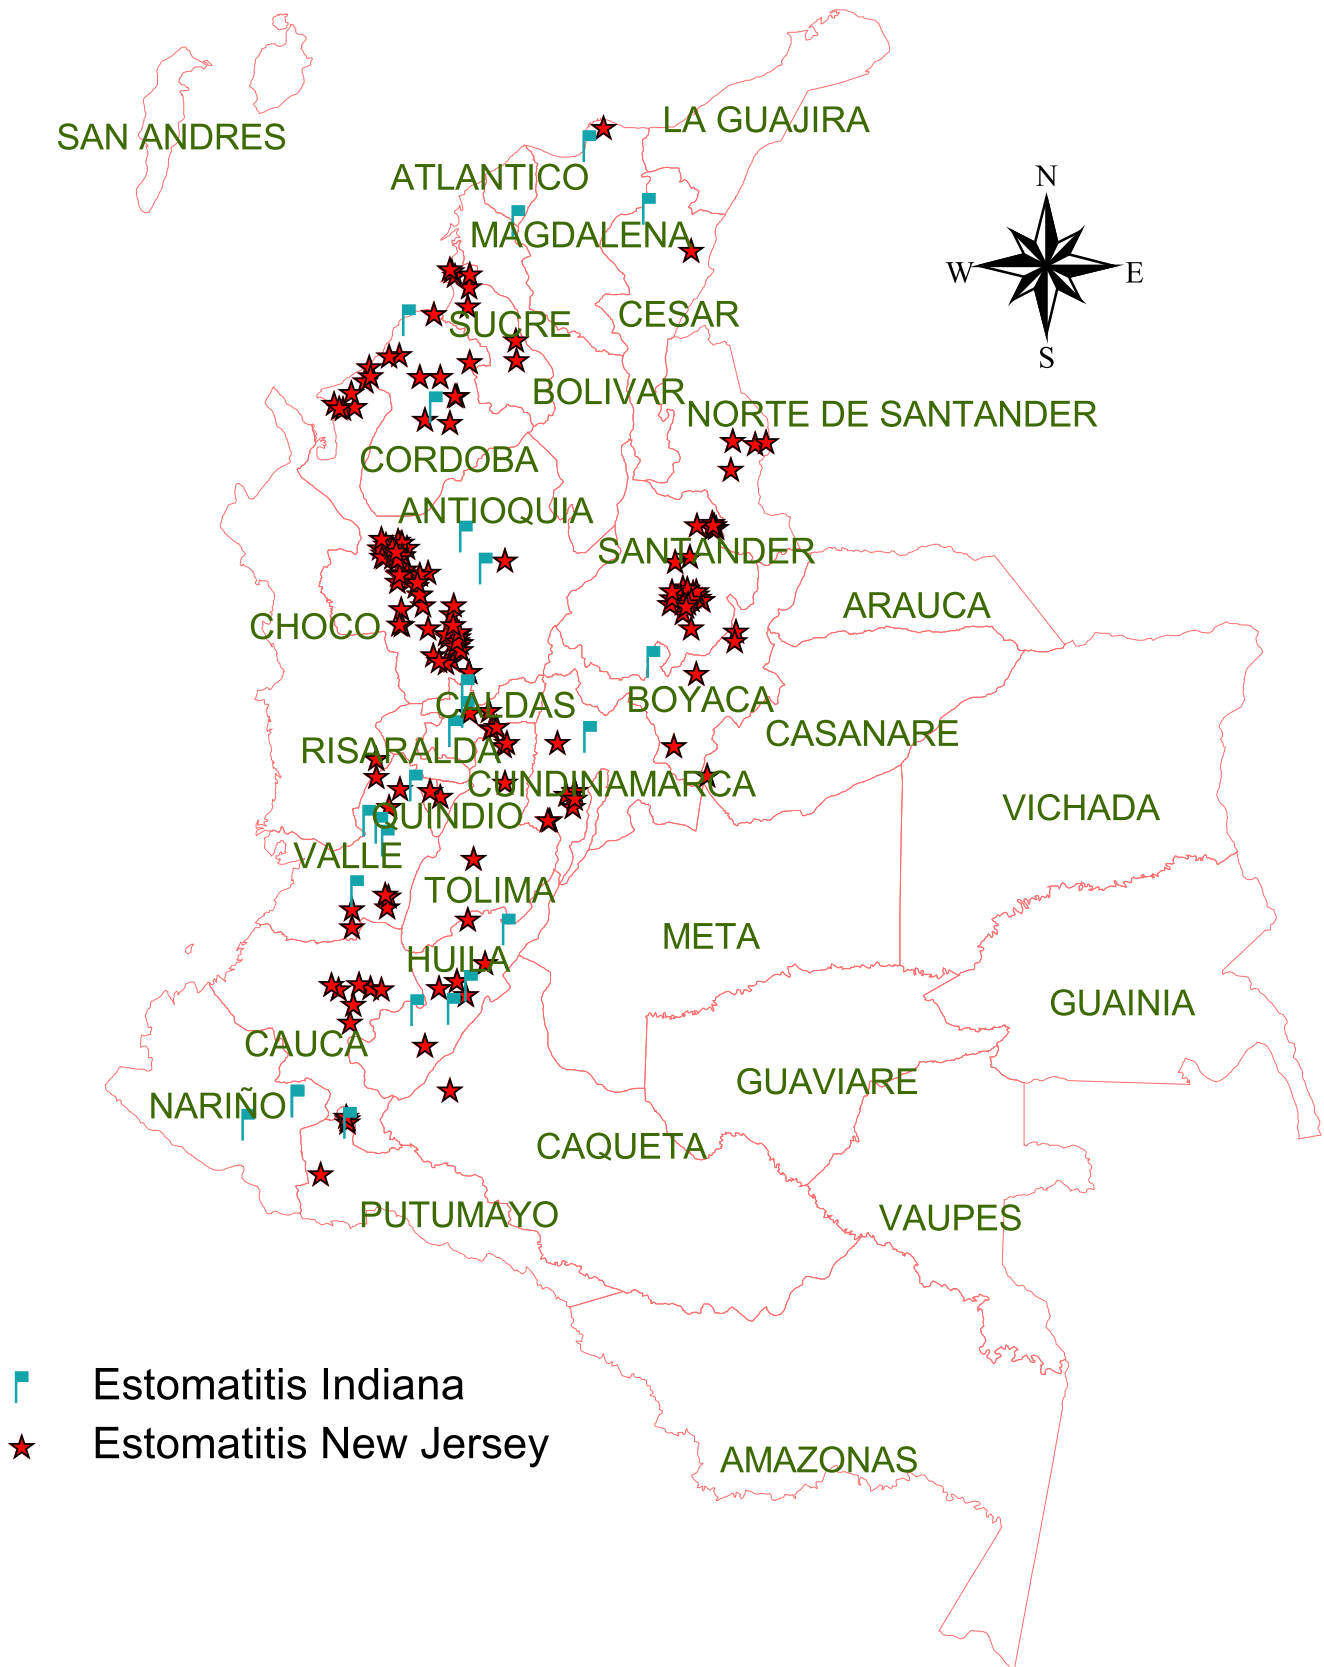 LA GUAJIRA
SAN ANDRES
ATLANTICO
N
MAGDALENA
W
E
CESAR
SUCRE
S
BOLIVAR
NORTE DE SANTANDER
CORDOBA
ANTIOQUIA
SANTANDER
ARAUCA
CHOCO
BOYACA
CALDAS
CASANARE
RISARALDA
CUNDINAMARCA
VICHADA
QUINDIO
VALLE
TOLIMA
META
HUILA
GUAINIA
CAUCA
GUAVIARE
NARIÑO
CAQUETA
PUTUMAYO
VAUPES
Estomatitis Indiana
Estomatitis New Jersey
AMAZONAS